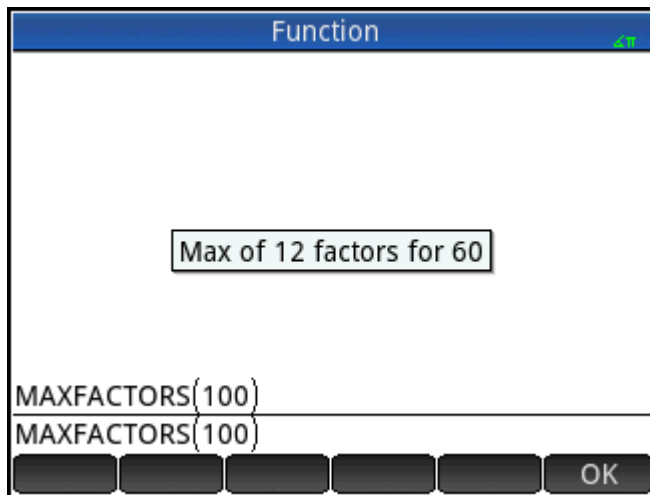 Function
∡π
Max of 12 factors for 60
MAXFACTORS(100)
MAXFACTORS(100)
OK